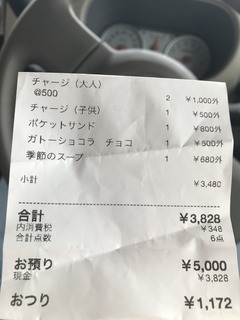 チャージ（大人）
@500 2 ¥1,000外
チャージ（子供） 1 ¥500外
ポケットサンド 1 ¥800外
ガトーショコラ チョコ 1 ¥500外
季節のスープ 1 ¥680外
小計 ¥3,480
合計 ¥3,828
内消費税 ¥348
合計点数 6点
お預り ¥5,000
現金 ¥3,828
おつり ¥1,172